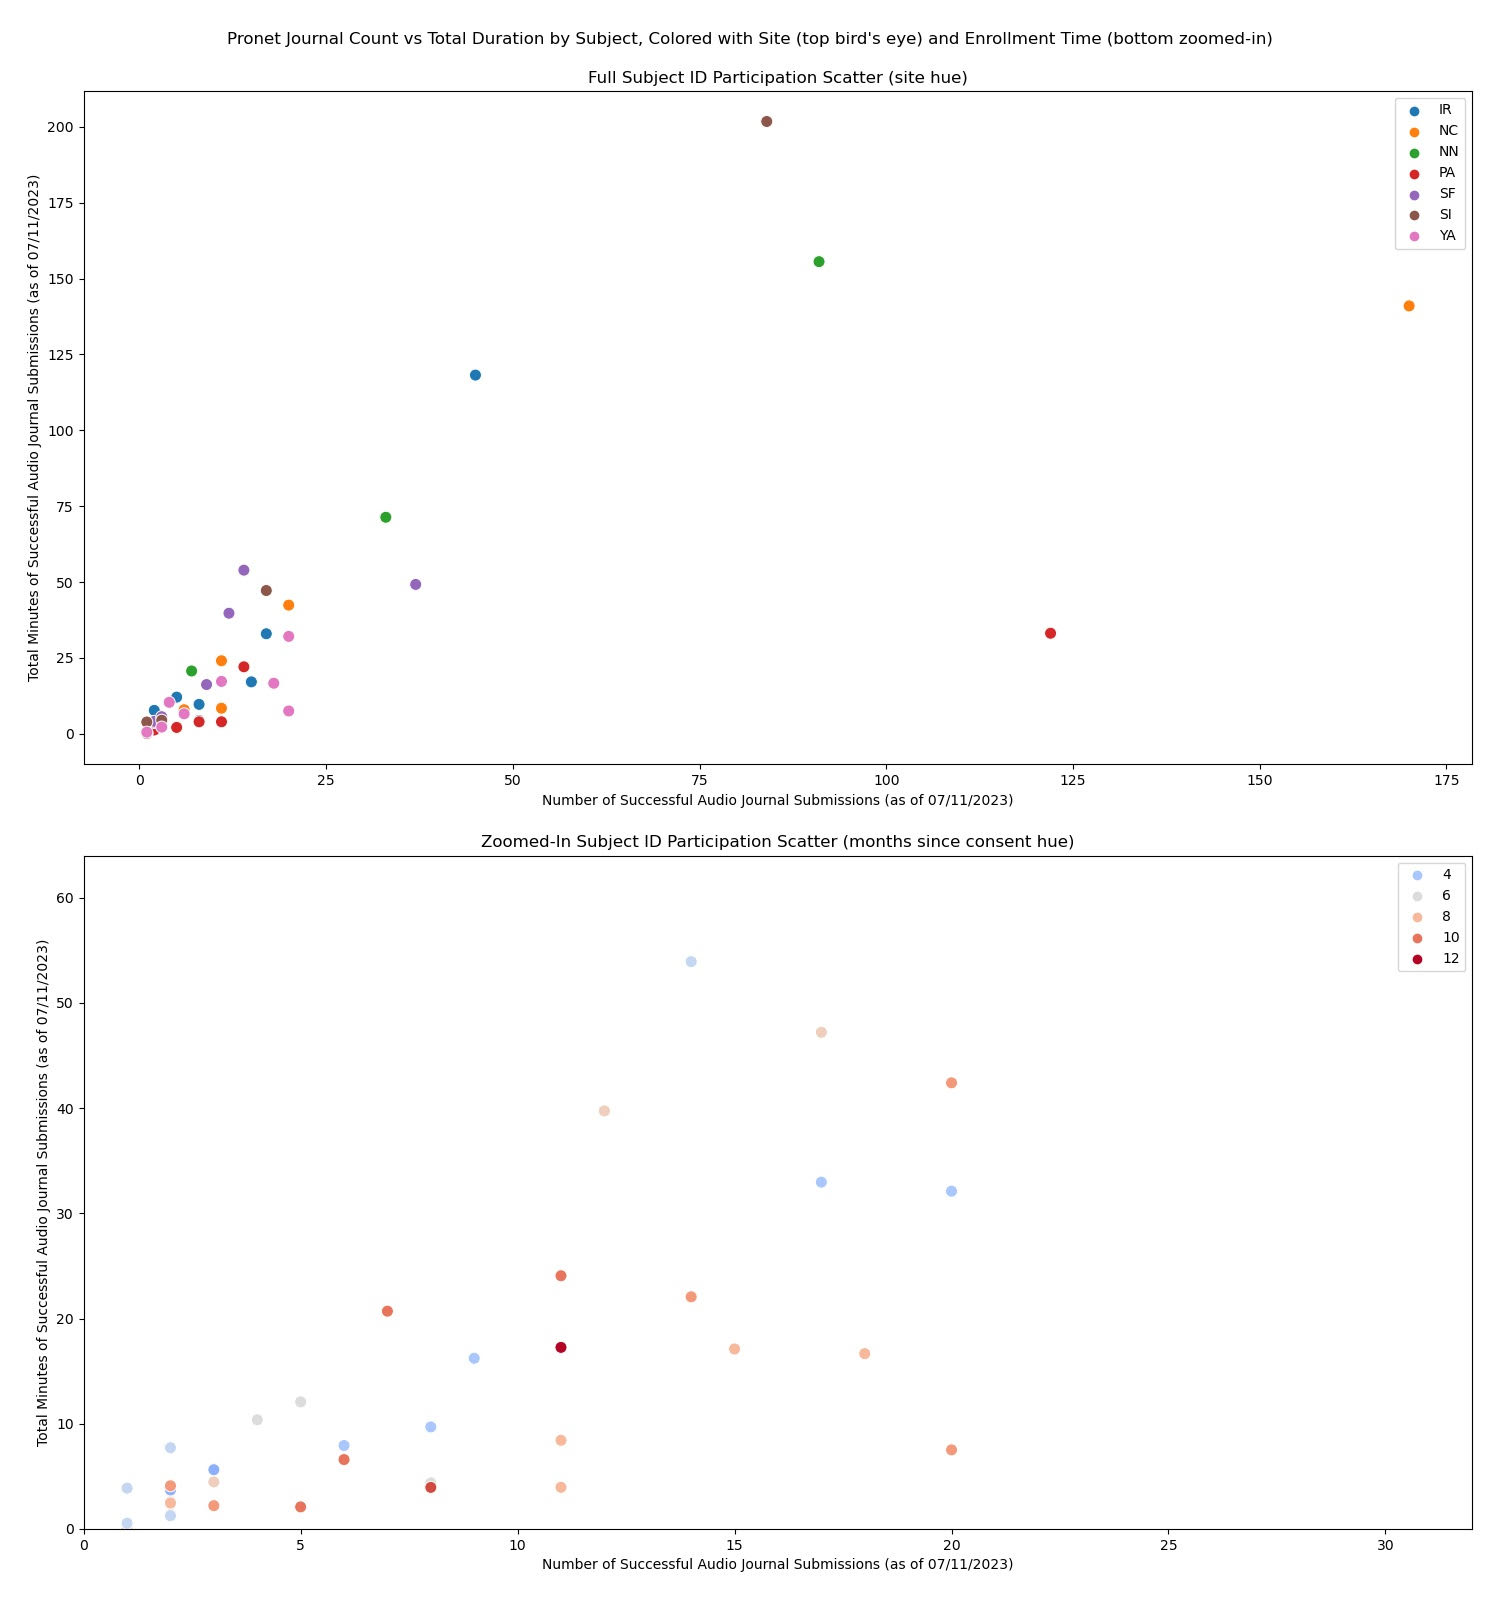 Pronet Journal Count vs Total Duration by Subject, Colored with Site (top bird's eye) and Enrollment Time (bottom zoomed-in)
Full Subject ID Participation Scatter (site hue)
Total Minutes of Successful Audio Journal Submissions (as of 07/11/2023)
200
175
150
125
100
75
50
25
0
IR
NC
NN
PA
SF
SI
YA
0 25 50 75 100 125 150 175
Number of Successful Audio Journal Submissions (as of 07/11/2023)
Zoomed-In Subject ID Participation Scatter (months since consent hue)
Total Minutes of Successful Audio Journal Submissions (as of 07/11/2023)
60
50
40
30
20
10
0
4
6
8
10
12
0 5 10 15 20 25 30
Number of Successful Audio Journal Submissions (as of 07/11/2023)